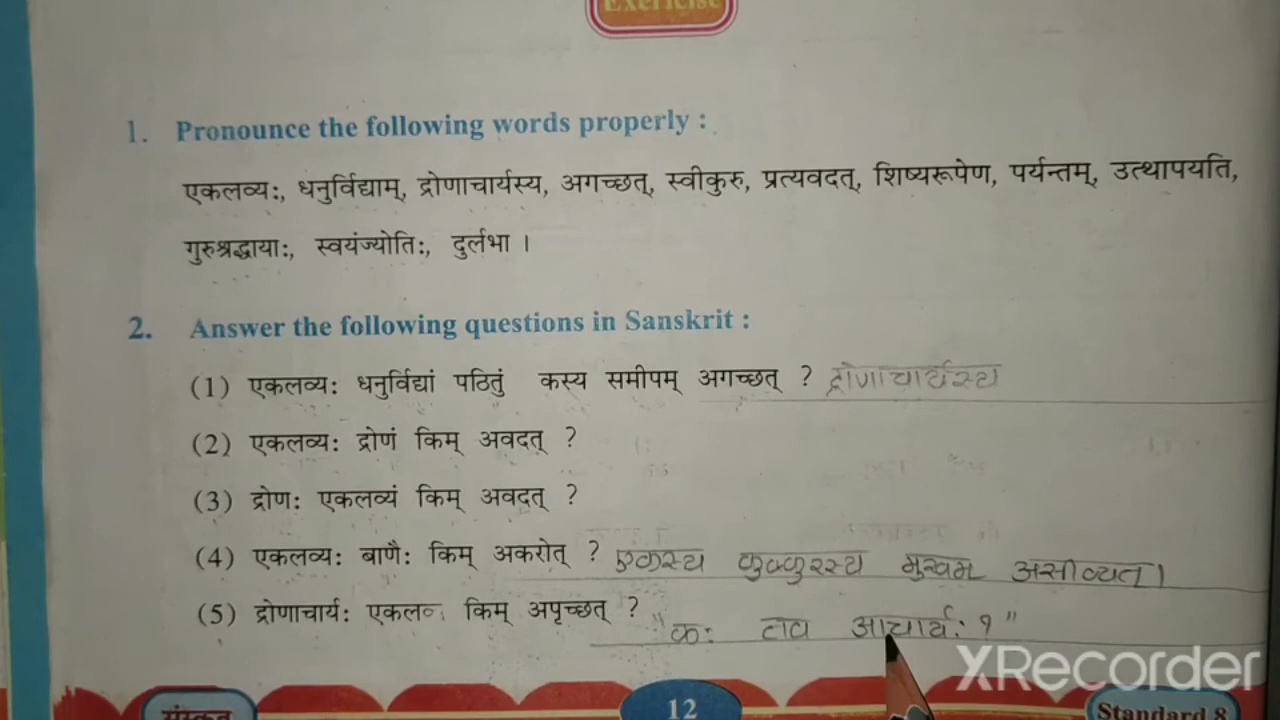 Exercise
1. Pronounce the following words properly :
एकलव्यः, धनुर्विद्याम्, द्रोणाचार्यस्य, अगच्छत्, स्वीकुरु, प्रत्यवदत्, शिष्यरूपेण, पर्यन्तम्, उत्थापयति,
गुरुश्रद्धायाः, स्वयंज्योतिः, दुर्लभा ।
2. Answer the following questions in Sanskrit :
(1) एकलव्यः धनुर्विद्यां पठितुं कस्य समीपम् अगच्छत् ? द्रोणाचार्यस्य
(2) एकलव्यः द्रोणं किम् अवदत् ?
(3) द्रोणः एकलव्यं किम् अवदत् ?
(4) एकलव्यः बाणैः किम् अकरोत् ? एकस्य कुक्कुरस्य मुखम असीव्यत्।
(5) द्रोणाचार्यः किम् अपृच्छत् ? "कः तव आचार्यः ?"
XRecorder
संस्कृत 12 Standard 8